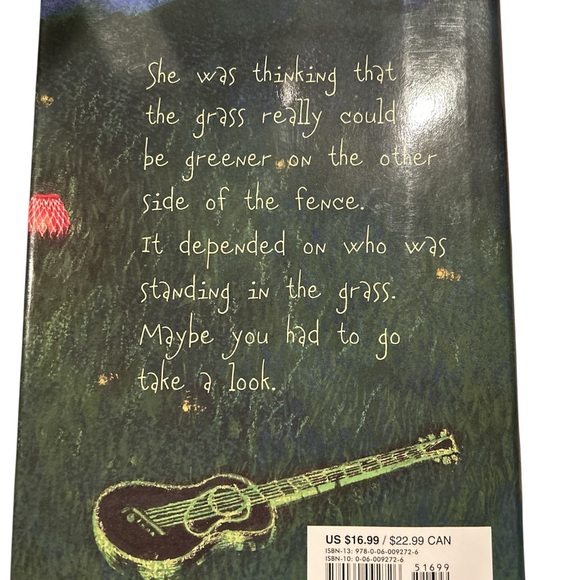 She was thinking that
the grass really could
be greener on the other
side of the fence.
It depended on who was
standing in the grass.
Maybe you had to go
take a look.
US $16.99 / $22.99 CAN
ISBN-13: 978-0-06-009272-6
ISBN-10: 0-06-009272-6
51699